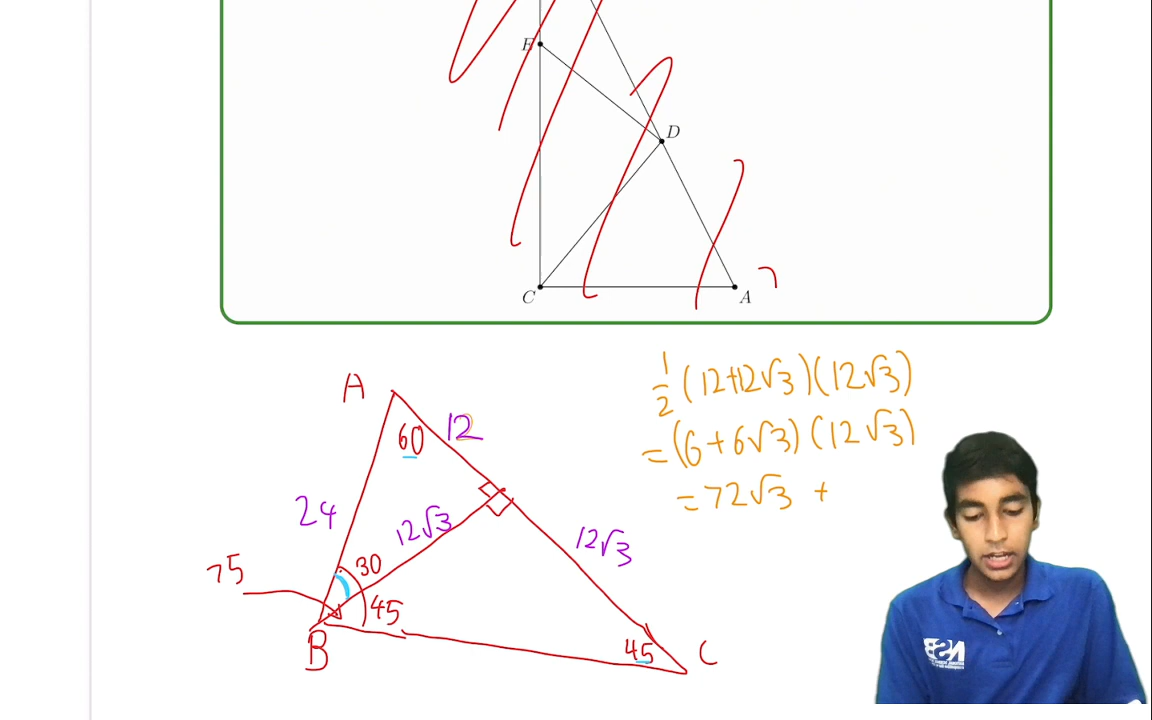 E
D
C
A
A
12
60
24
12√3
12√3
30
75
45
B
45
C
1/2 (12+12√3)(12√3)
= (6+6√3)(12√3)
= 72√3 +